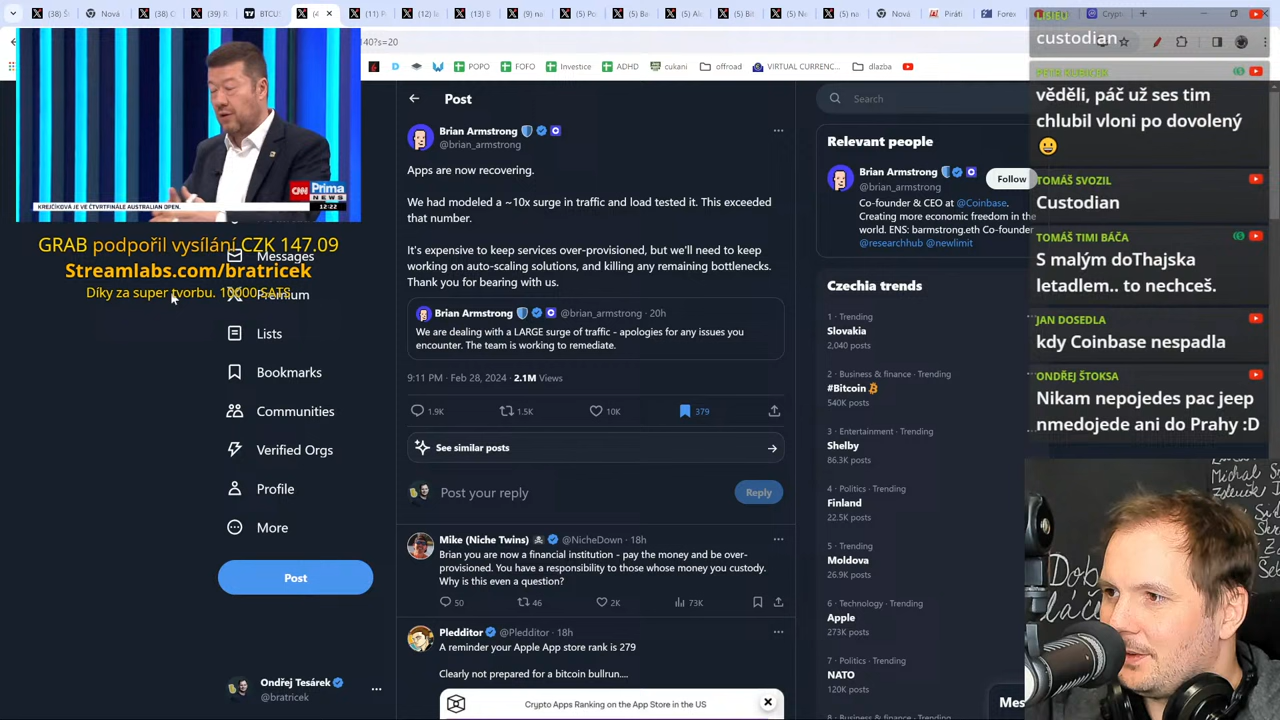 140?s=20
POPO
FOFO
Investice
ADHD
cukani
offroad
VIRTUAL CURRENC...
dlazba
CNN Prima NEWS
12:22
KREJČÍKOVÁ JE VE ČTVRTFINÁLE AUSTRALIAN OPEN.
GRAB podpořil vysílání CZK 147.09
Streamlabs.com/bratricek
Díky za super tvorbu. 10000 SATS
Messages
Premium
Lists
Bookmarks
Communities
Verified Orgs
Profile
More
Post
Ondřej Tesárek
@bratricek
Post
Brian Armstrong
@brian_armstrong
Apps are now recovering.
We had modeled a ~10x surge in traffic and load tested it. This exceeded
that number.
It's expensive to keep services over-provisioned, but we'll need to keep
working on auto-scaling solutions, and killing any remaining bottlenecks.
Thank you for bearing with us.
Brian Armstrong @brian_armstrong · 20h
We are dealing with a LARGE surge of traffic - apologies for any issues you
encounter. The team is working to remediate.
9:11 PM · Feb 28, 2024 · 2.1M Views
1.9K 1.5K 10K 379
See similar posts
Post your reply
Reply
Mike (Niche Twins) @NicheDown · 18h
Brian you are now a financial institution - pay the money and be over-
provisioned. You have a responsibility to those whose money you custody.
Why is this even a question?
50 46 2K 73K
Pledditor @Pledditor · 18h
A reminder your Apple App store rank is 279
Clearly not prepared for a bitcoin bullrun....
Crypto Apps Ranking on the App Store in the US
Search
Relevant people
Brian Armstrong
@brian_armstrong
Follow
Co-founder & CEO at @Coinbase.
Creating more economic freedom in the
world. ENS: barmstrong.eth Co-founder
@researchhub @newlimit
Czechia trends
1 · Trending
Slovakia
2,040 posts
2 · Business & finance · Trending
#Bitcoin
540K posts
3 · Entertainment · Trending
Shelby
86.3K posts
4 · Politics · Trending
Finland
22.5K posts
5 · Trending
Moldova
26.9K posts
6 · Technology · Trending
Apple
273K posts
7 · Politics · Trending
NATO
120K posts
custodian
věděli, páč už ses tim
chlubil vloni po dovolený
TOMÁŠ SVOZIL
Custodian
TOMÁŠ TIMI BÁČA
S malým doThajska
letadlem.. to nechceš.
JAN DOSEDLA
kdy Coinbase nespadla
ONDŘEJ ŠTOKSA
Nikam nepojedes pac jeep
nmedojede ani do Prahy :D